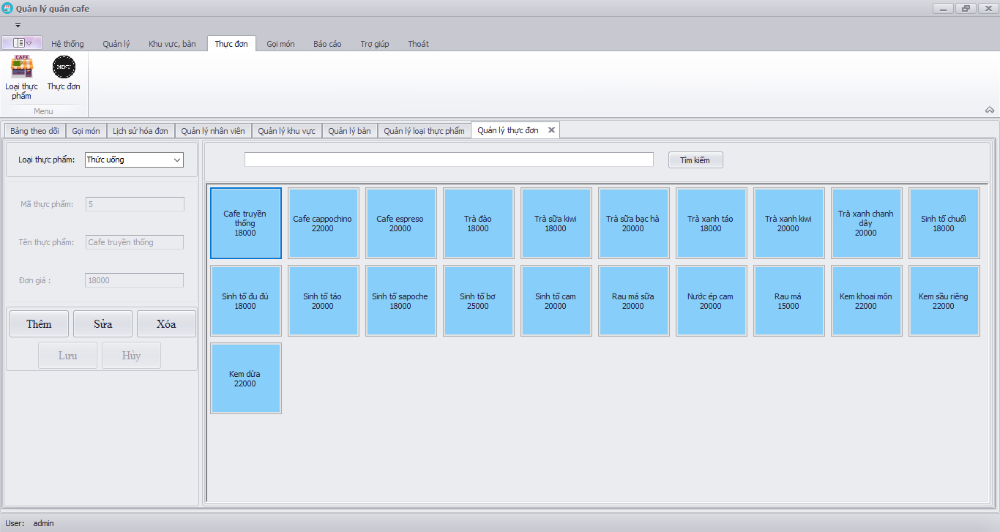 Quản lý quán cafe
Hệ thống Quản lý Khu vực, bàn Thực đơn Gọi món Báo cáo Trợ giúp Thoát
CAFE
MENU
Loại thực
phẩm
Thực đơn
Menu
Bảng theo dõi Gọi món Lịch sử hóa đơn Quản lý nhân viên Quản lý khu vực Quản lý bàn Quản lý loại thực phẩm Quản lý thực đơn
Loại thực phẩm: Thức uống
Mã thực phẩm: 5
Tên thực phẩm: Cafe truyền thống
Đơn giá : 18000
Thêm Sửa Xóa
Lưu Hủy
Tìm kiếm
Cafe truyền
thống
18000
Cafe cappochino
22000
Cafe espreso
20000
Trà đào
18000
Trà sữa kiwi
18000
Trà sữa bạc hà
20000
Trà xanh táo
18000
Trà xanh kiwi
20000
Trà xanh chanh
dây
20000
Sinh tố chuối
18000
Sinh tố đu đủ
18000
Sinh tố táo
20000
Sinh tố sapoche
18000
Sinh tố bơ
25000
Sinh tố cam
20000
Rau má sữa
20000
Nước ép cam
20000
Rau má
15000
Kem khoai môn
22000
Kem sầu riêng
22000
Kem dừa
22000
User: admin